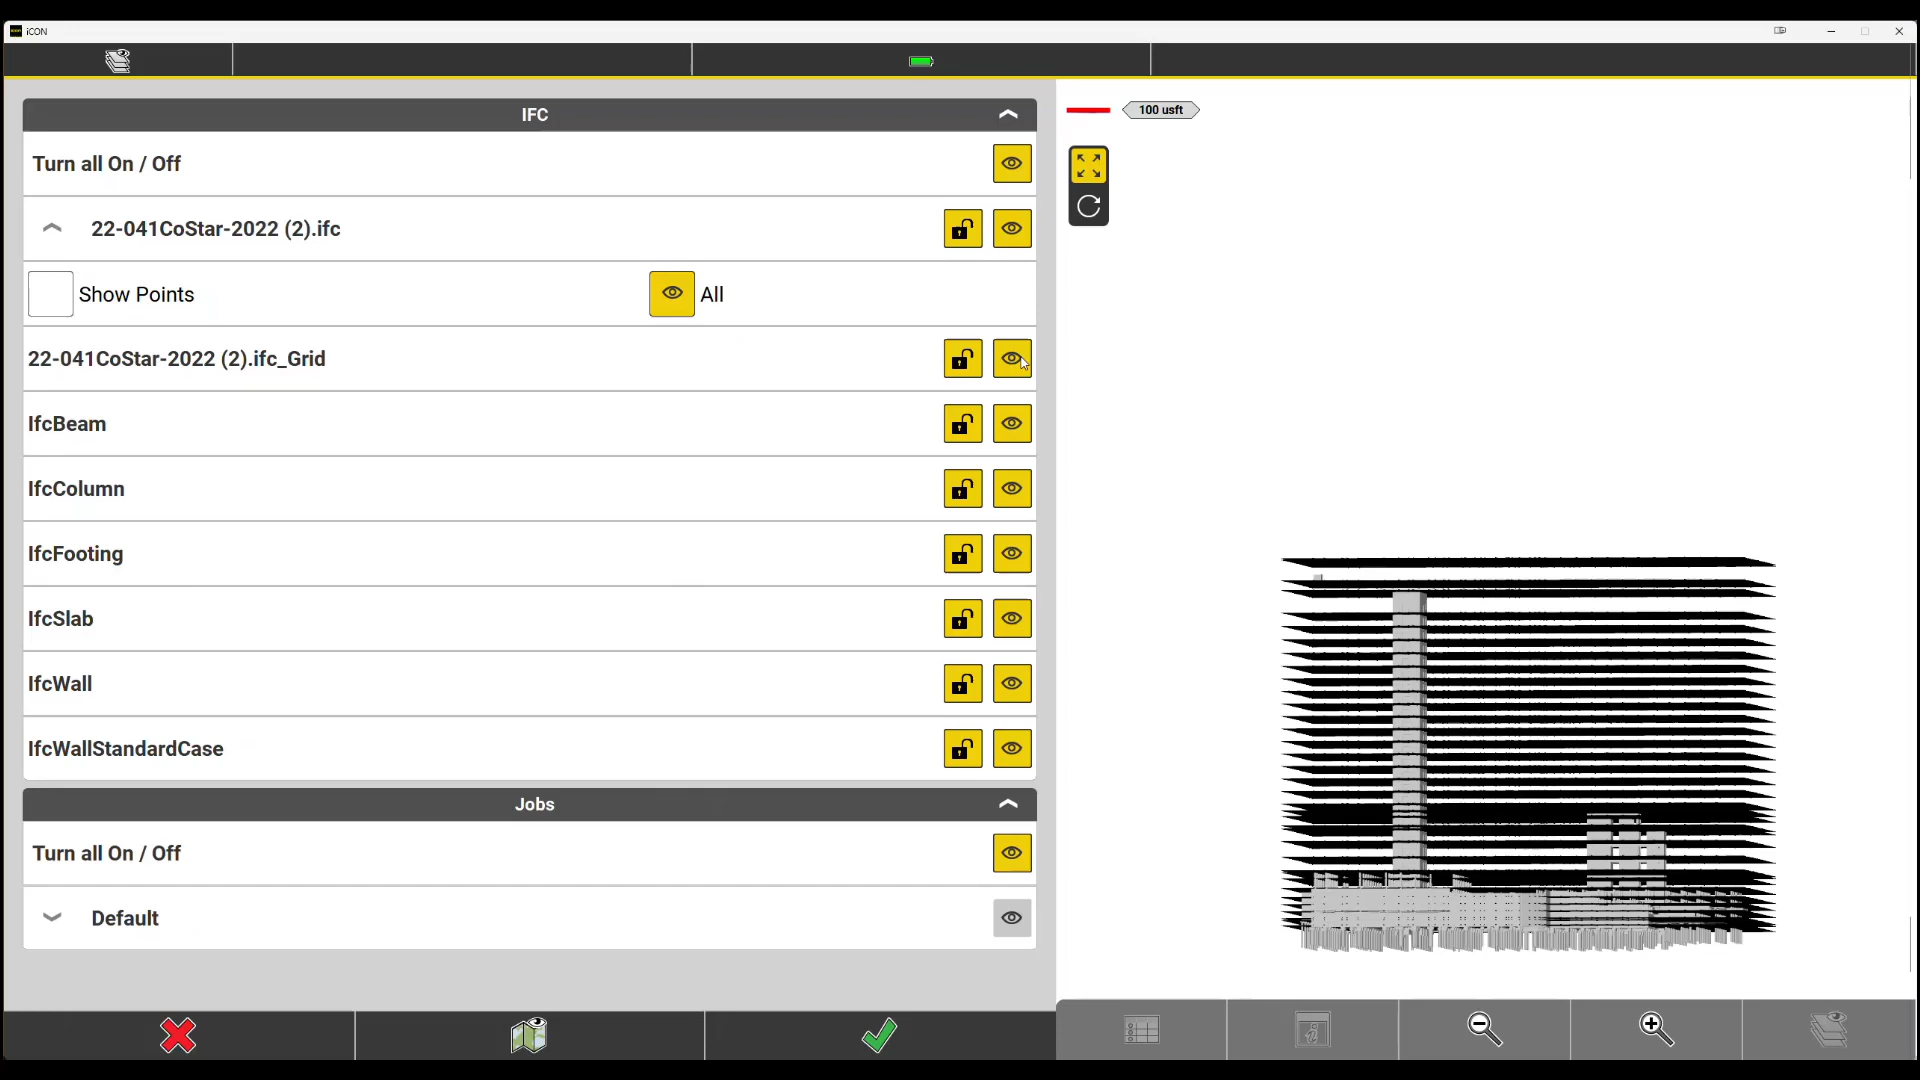 iCON
IFC
100 usft
Turn all On / Off
22-041CoStar-2022 (2).ifc
Show Points
All
22-041CoStar-2022 (2).ifc_Grid
IfcBeam
IfcColumn
IfcFooting
IfcSlab
IfcWall
IfcWallStandardCase
Jobs
Turn all On / Off
Default